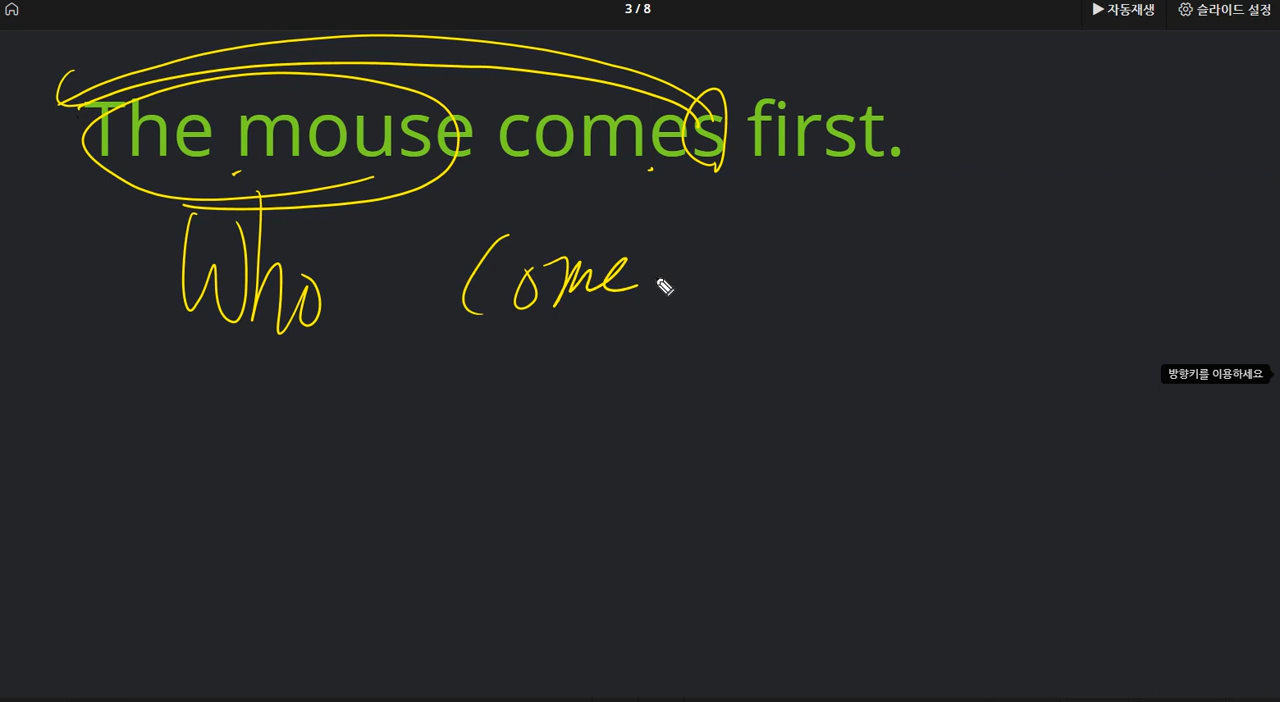 3 / 8
▶ 자동재생
슬라이드 설정
The mouse comes first.
Who come
방향키를 이용하세요